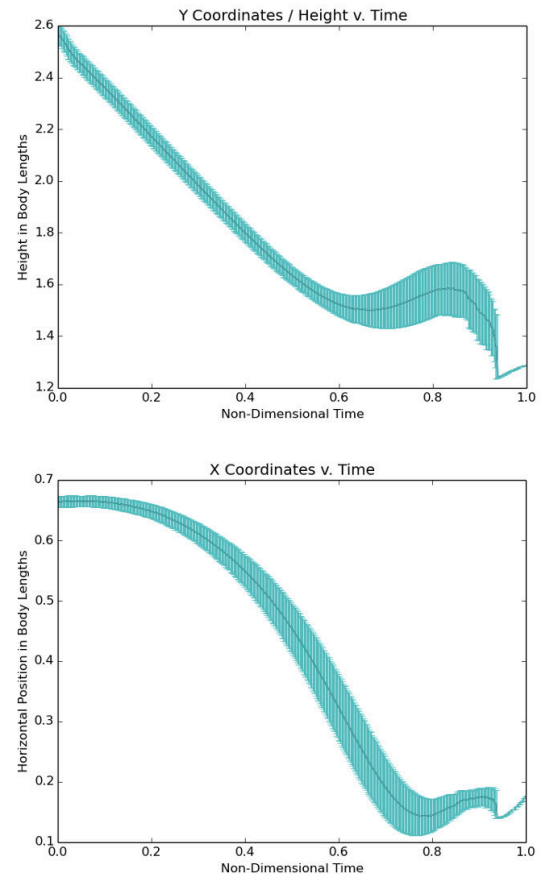 Y Coordinates / Height v. Time
2.6
2.4
2.2
2.0
1.8
1.6
1.4
1.2
Height in Body Lengths
0.0 0.2 0.4 0.6 0.8 1.0
Non-Dimensional Time
X Coordinates v. Time
0.7
0.6
0.5
0.4
0.3
0.2
0.1
Horizontal Position in Body Lengths
0.0 0.2 0.4 0.6 0.8 1.0
Non-Dimensional Time